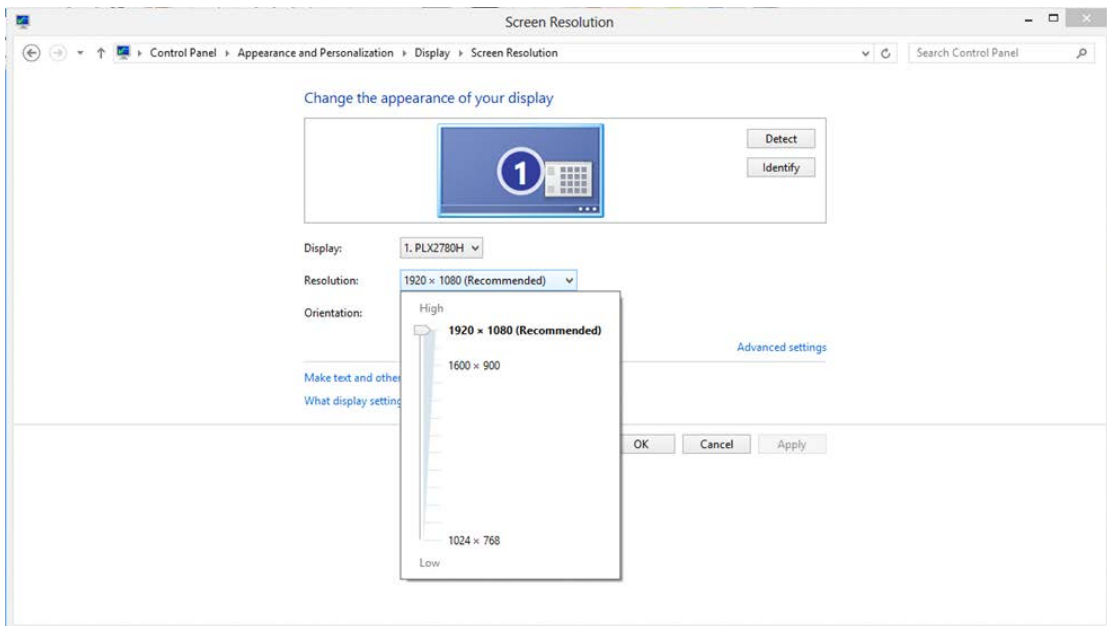 Screen Resolution
Control Panel Appearance and Personalization Display Screen Resolution
Search Control Panel
Change the appearance of your display
1
Detect
Identify
Display: 1. PLX2780H
Resolution: 1920 × 1080 (Recommended)
Orientation:
High
1920 × 1080 (Recommended)
1600 × 900
Advanced settings
Make text and other
What display setting
OK Cancel Apply
1024 × 768
Low